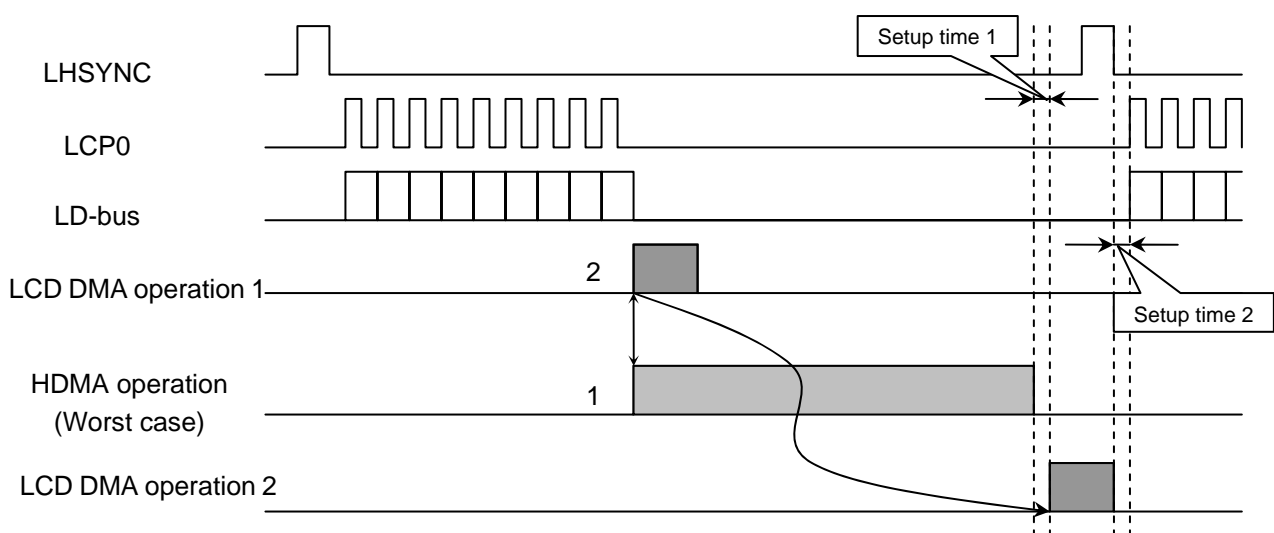 Setup time 1
LHSYNC
LCP0
LD-bus
2
LCD DMA operation 1
Setup time 2
HDMA operation
1
(Worst case)
LCD DMA operation 2